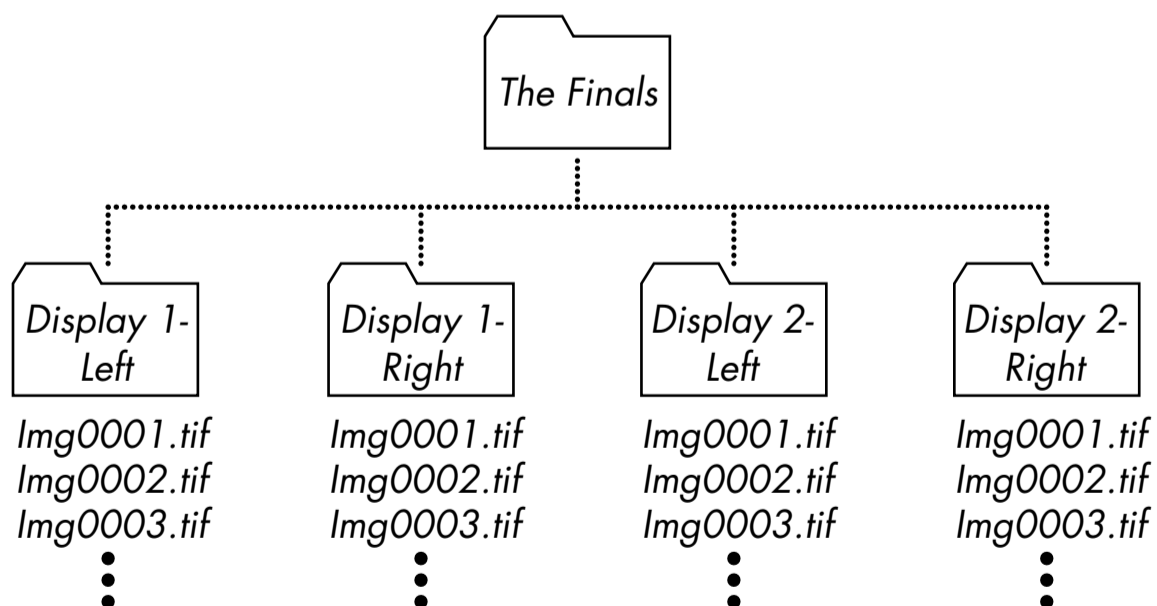 The Finals
Display 1-
Left
Display 1-
Right
Display 2-
Left
Display 2-
Right
Img0001.tif
Img0002.tif
Img0003.tif
Img0001.tif
Img0002.tif
Img0003.tif
Img0001.tif
Img0002.tif
Img0003.tif
Img0001.tif
Img0002.tif
Img0003.tif